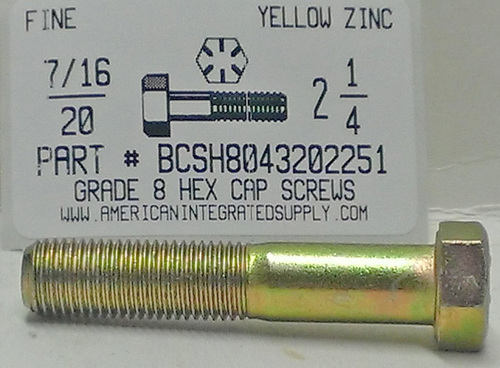 FINE YELLOW ZINC
7/16
20
2 1/4
PART # BCSH8043202251
GRADE 8 HEX CAP SCREWS
WWW.AMERICANINTEGRATEDSUPPLY.COM